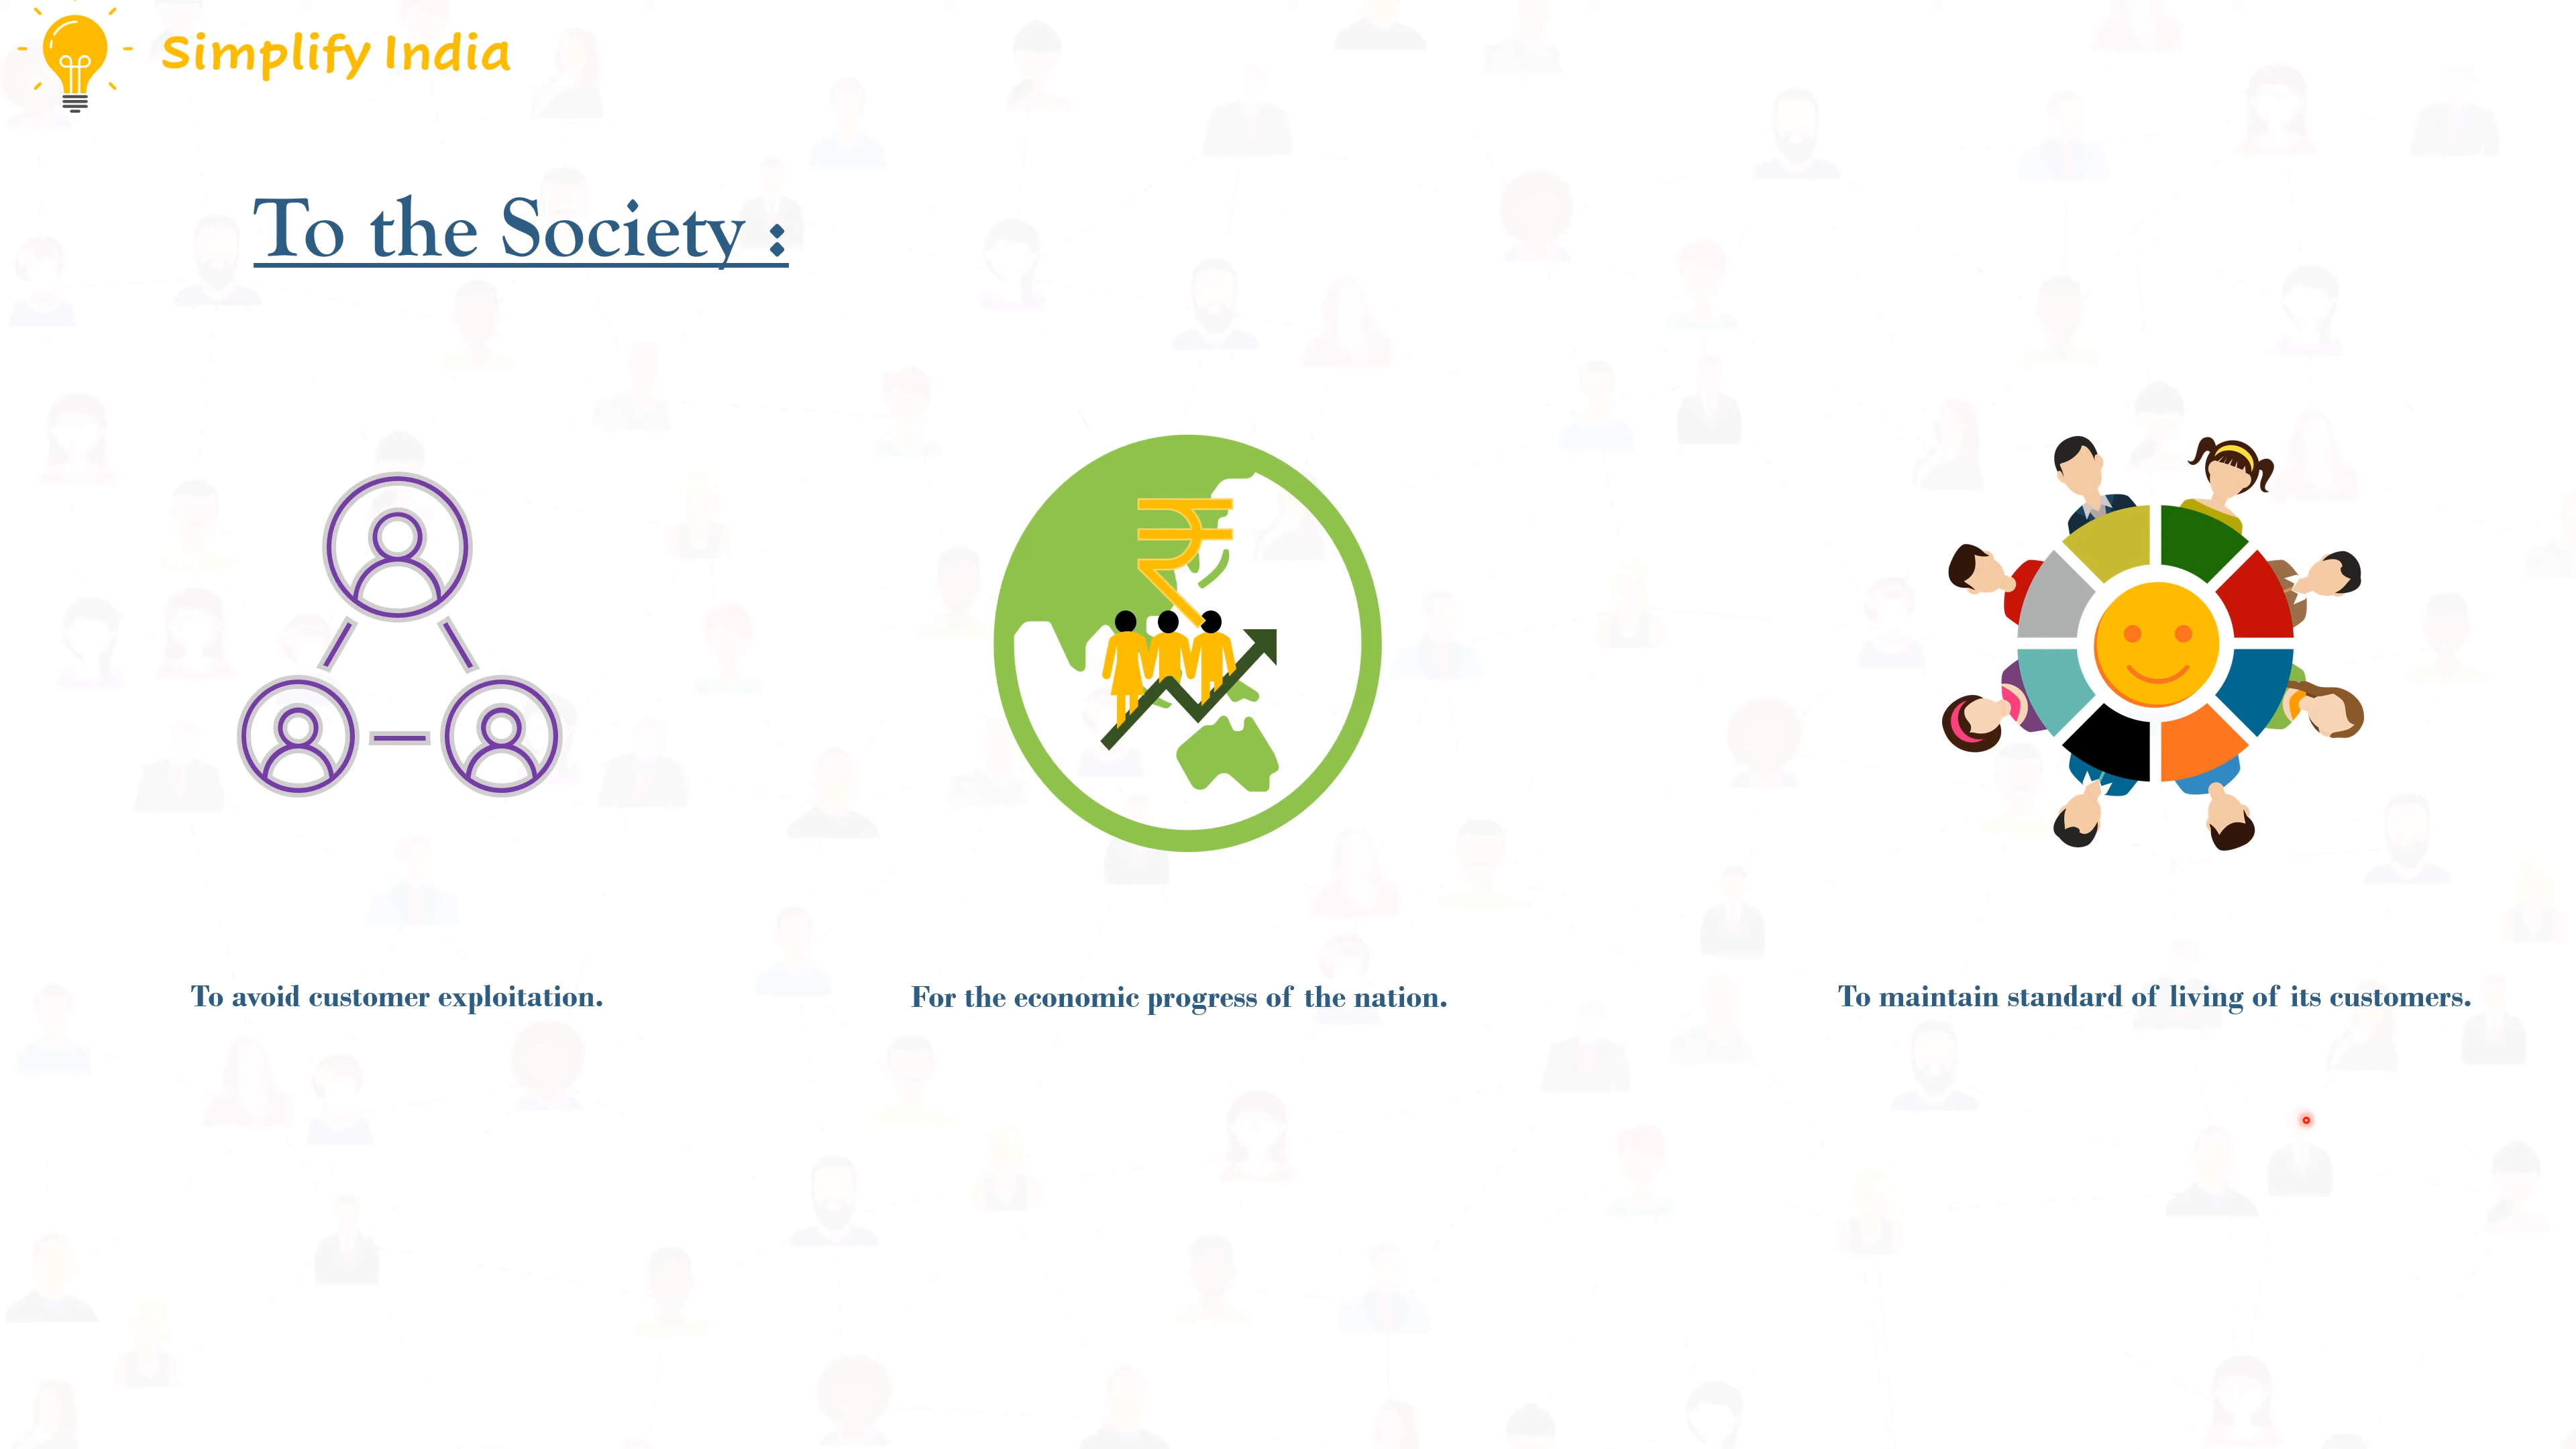 Simplify India
To the Society :
₹
To avoid customer exploitation.
For the economic progress of the nation.
To maintain standard of living of its customers.